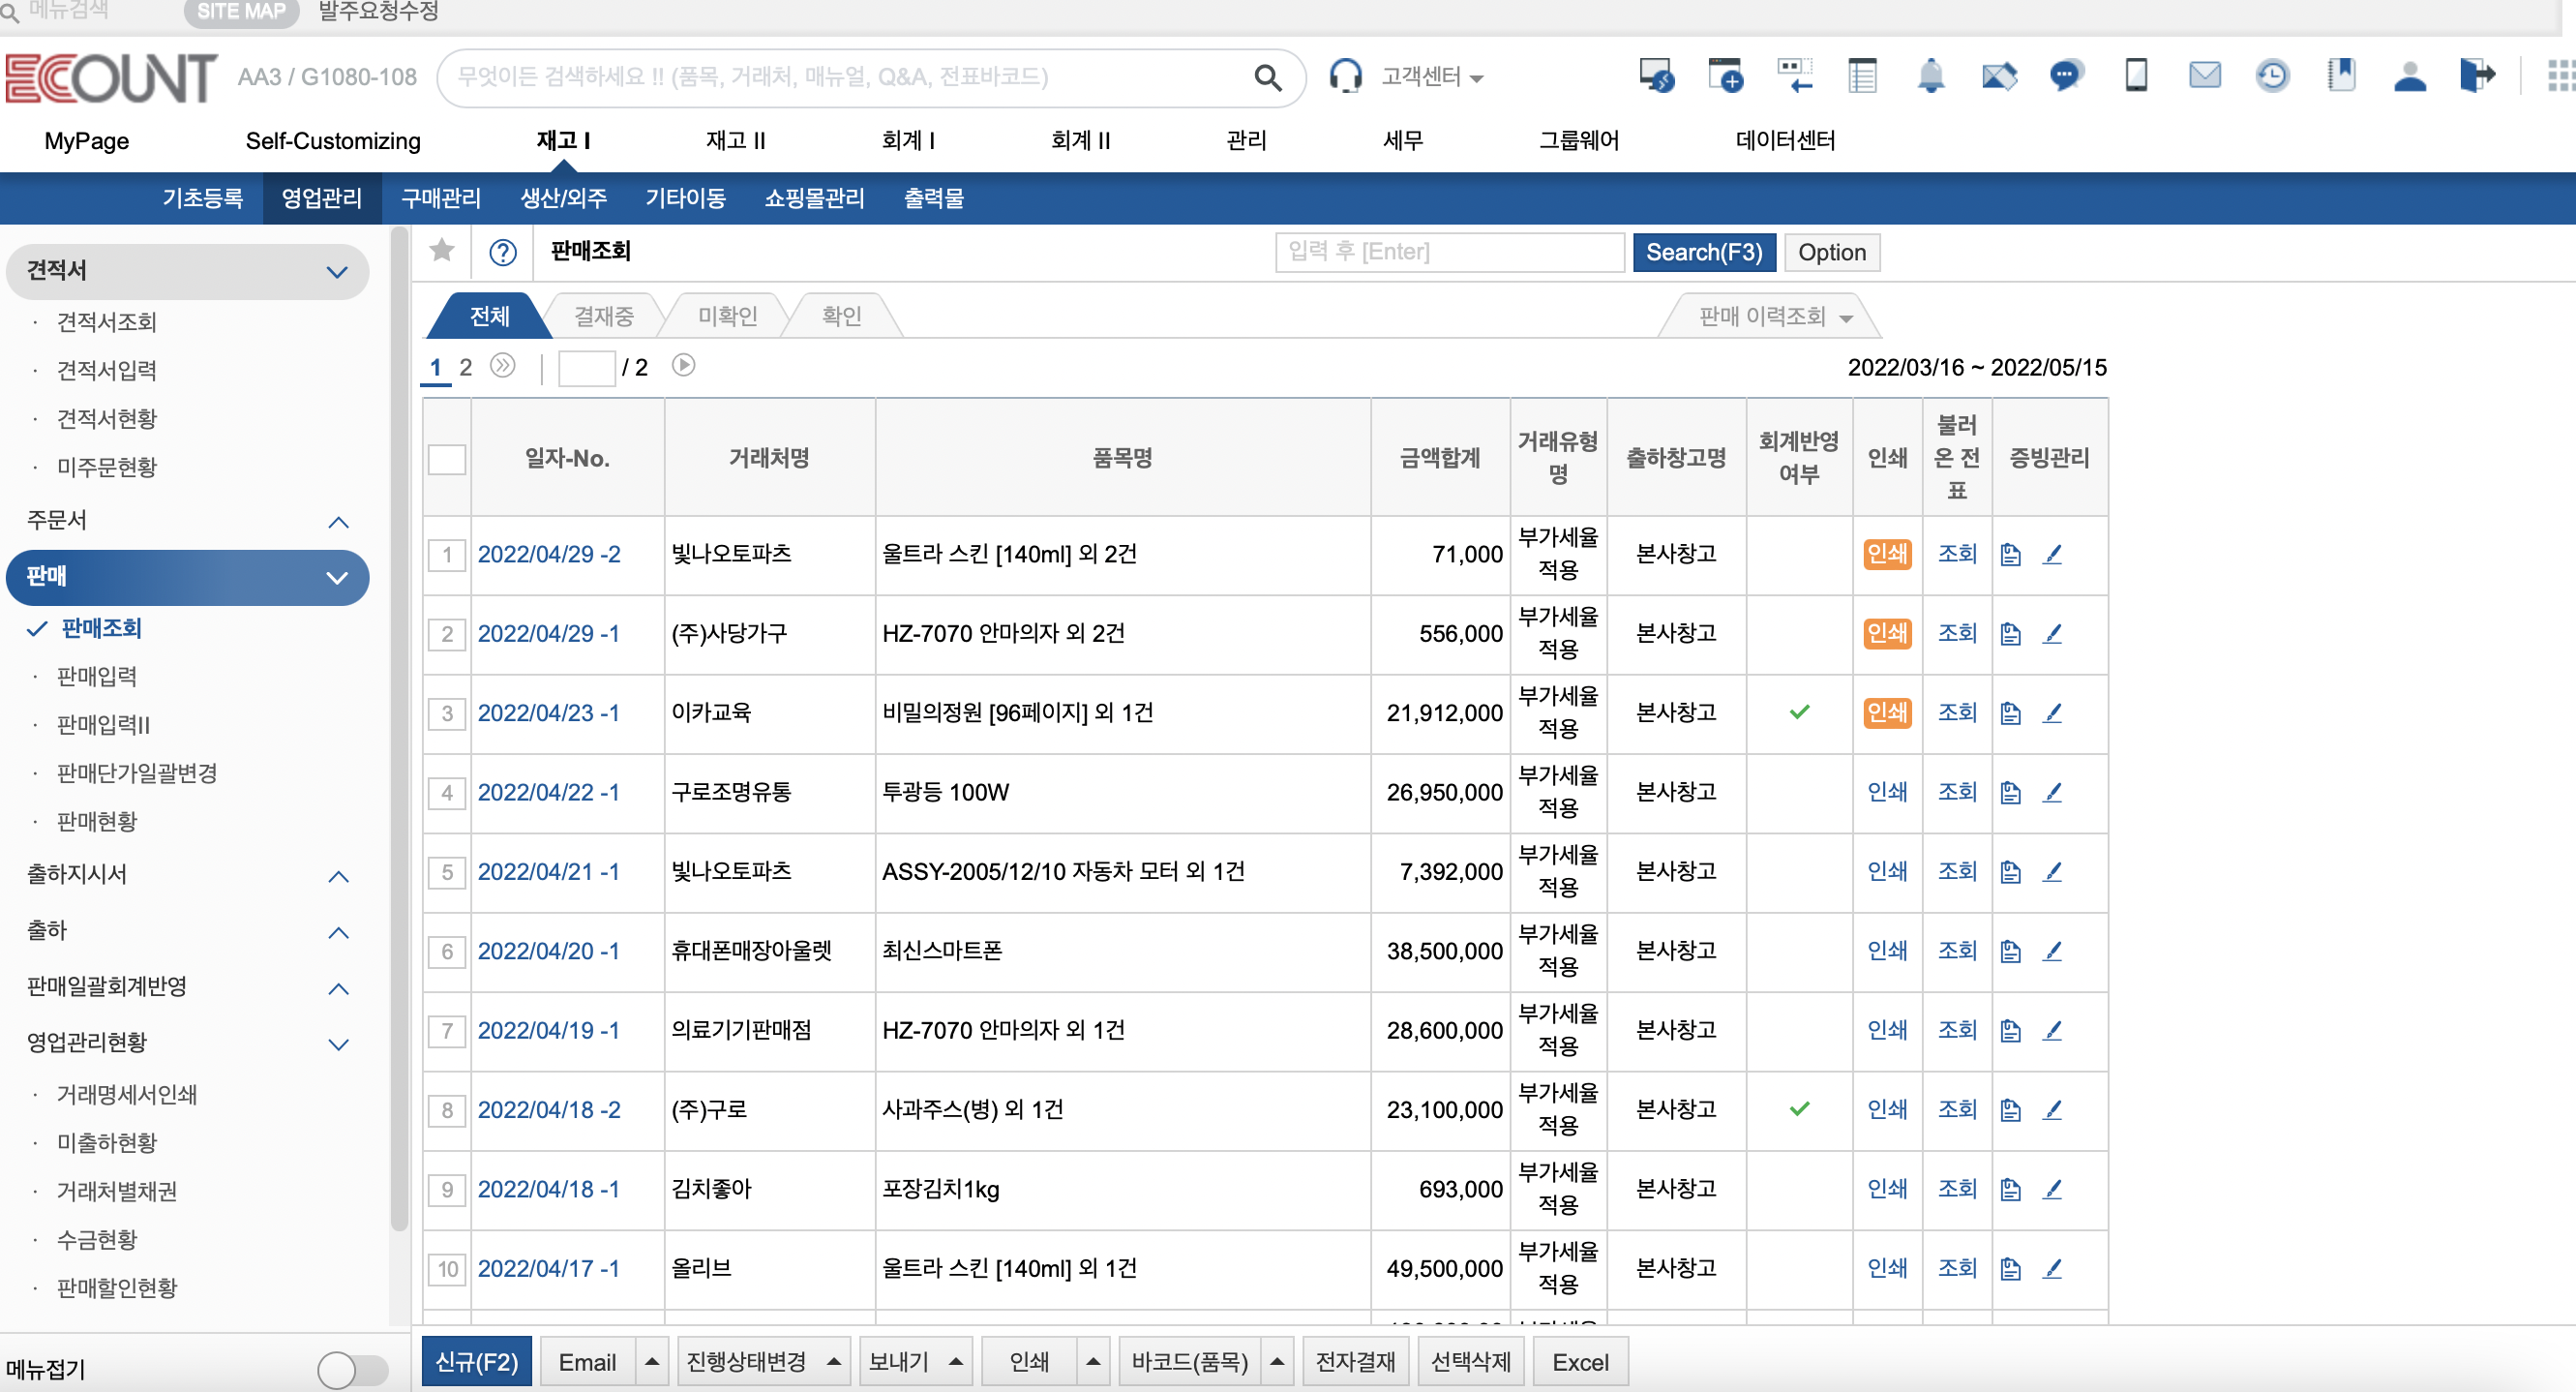 메뉴검색 SITE MAP 발주요청수정
ECOUNT AA3 / G1080-108 무엇이든 검색하세요 !! (품목, 거래처, 매뉴얼, Q&A, 전표바코드) 고객센터
MyPage Self-Customizing 재고 I 재고 II 회계 I 회계 II 관리 세무 그룹웨어 데이터센터
기초등록 영업관리 구매관리 생산/외주 기타이동 쇼핑몰관리 출력물
견적서
· 견적서조회
· 견적서입력
· 견적서현황
· 미주문현황
주문서
판매
판매조회
· 판매입력
· 판매입력II
· 판매단가일괄변경
· 판매현황
출하지시서
출하
판매일괄회계반영
영업관리현황
· 거래명세서인쇄
· 미출하현황
· 거래처별채권
· 수금현황
· 판매할인현황
메뉴접기
판매조회 입력 후 [Enter] Search(F3) Option
전체 결재중 미확인 확인 판매 이력조회
1 2 / 2 2022/03/16 ~ 2022/05/15
일자-No. 거래처명 품목명 금액합계 거래유형명 출하창고명 회계반영여부 인쇄 불러온 전표 증빙관리
1 2022/04/29 -2 빛나오토파츠 울트라 스킨 [140ml] 외 2건 71,000 부가세율적용 본사창고 인쇄 조회
2 2022/04/29 -1 (주)사당가구 HZ-7070 안마의자 외 2건 556,000 부가세율적용 본사창고 인쇄 조회
3 2022/04/23 -1 이카교육 비밀의정원 [96페이지] 외 1건 21,912,000 부가세율적용 본사창고 인쇄 조회
4 2022/04/22 -1 구로조명유통 투광등 100W 26,950,000 부가세율적용 본사창고 인쇄 조회
5 2022/04/21 -1 빛나오토파츠 ASSY-2005/12/10 자동차 모터 외 1건 7,392,000 부가세율적용 본사창고 인쇄 조회
6 2022/04/20 -1 휴대폰매장아울렛 최신스마트폰 38,500,000 부가세율적용 본사창고 인쇄 조회
7 2022/04/19 -1 의료기기판매점 HZ-7070 안마의자 외 1건 28,600,000 부가세율적용 본사창고 인쇄 조회
8 2022/04/18 -2 (주)구로 사과주스(병) 외 1건 23,100,000 부가세율적용 본사창고 인쇄 조회
9 2022/04/18 -1 김치좋아 포장김치1kg 693,000 부가세율적용 본사창고 인쇄 조회
10 2022/04/17 -1 올리브 울트라 스킨 [140ml] 외 1건 49,500,000 부가세율적용 본사창고 인쇄 조회
신규(F2) Email 진행상태변경 보내기 인쇄 바코드(품목) 전자결재 선택삭제 Excel